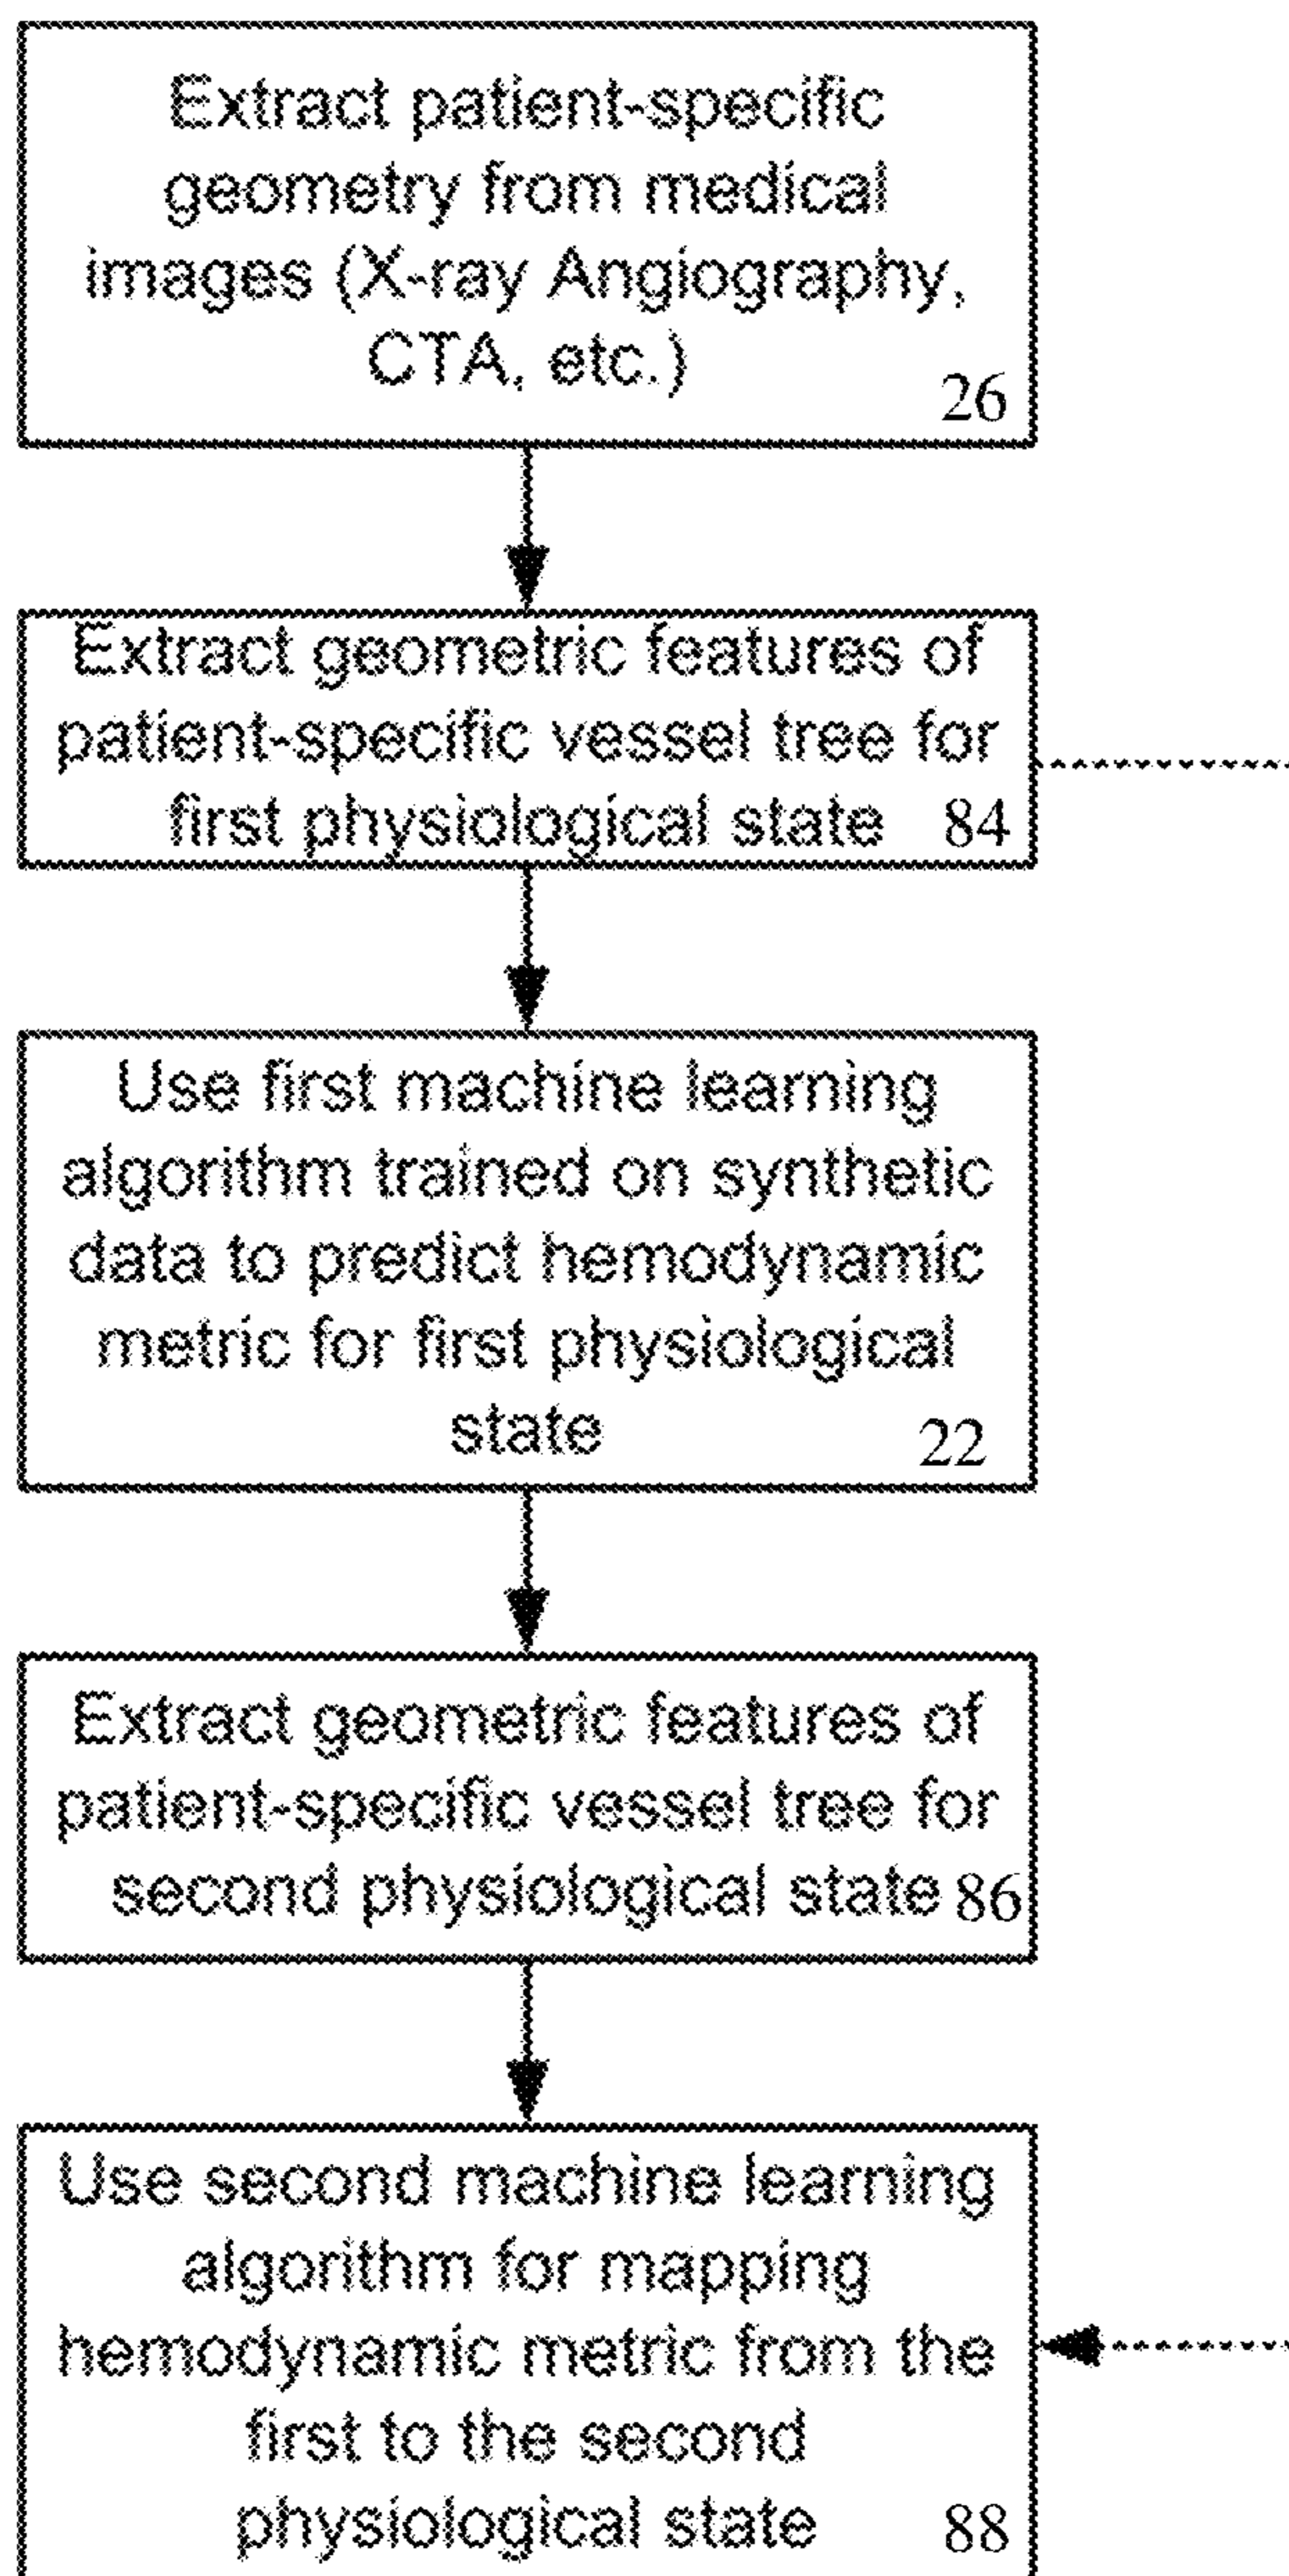 Extract patient-specific
geometry from medical
images (X-ray Angiography,
CTA, etc.)
26
Extract geometric features of
patient-specific vessel tree for
first physiological state 84
Use first machine learning
algorithm trained on synthetic
data to predict hemodynamic
metric for first physiological
state 22
Extract geometric features of
patient-specific vessel tree for
second physiological state 86
Use second machine learning
algorithm for mapping
hemodynamic metric from the
first to the second
physiological state 88